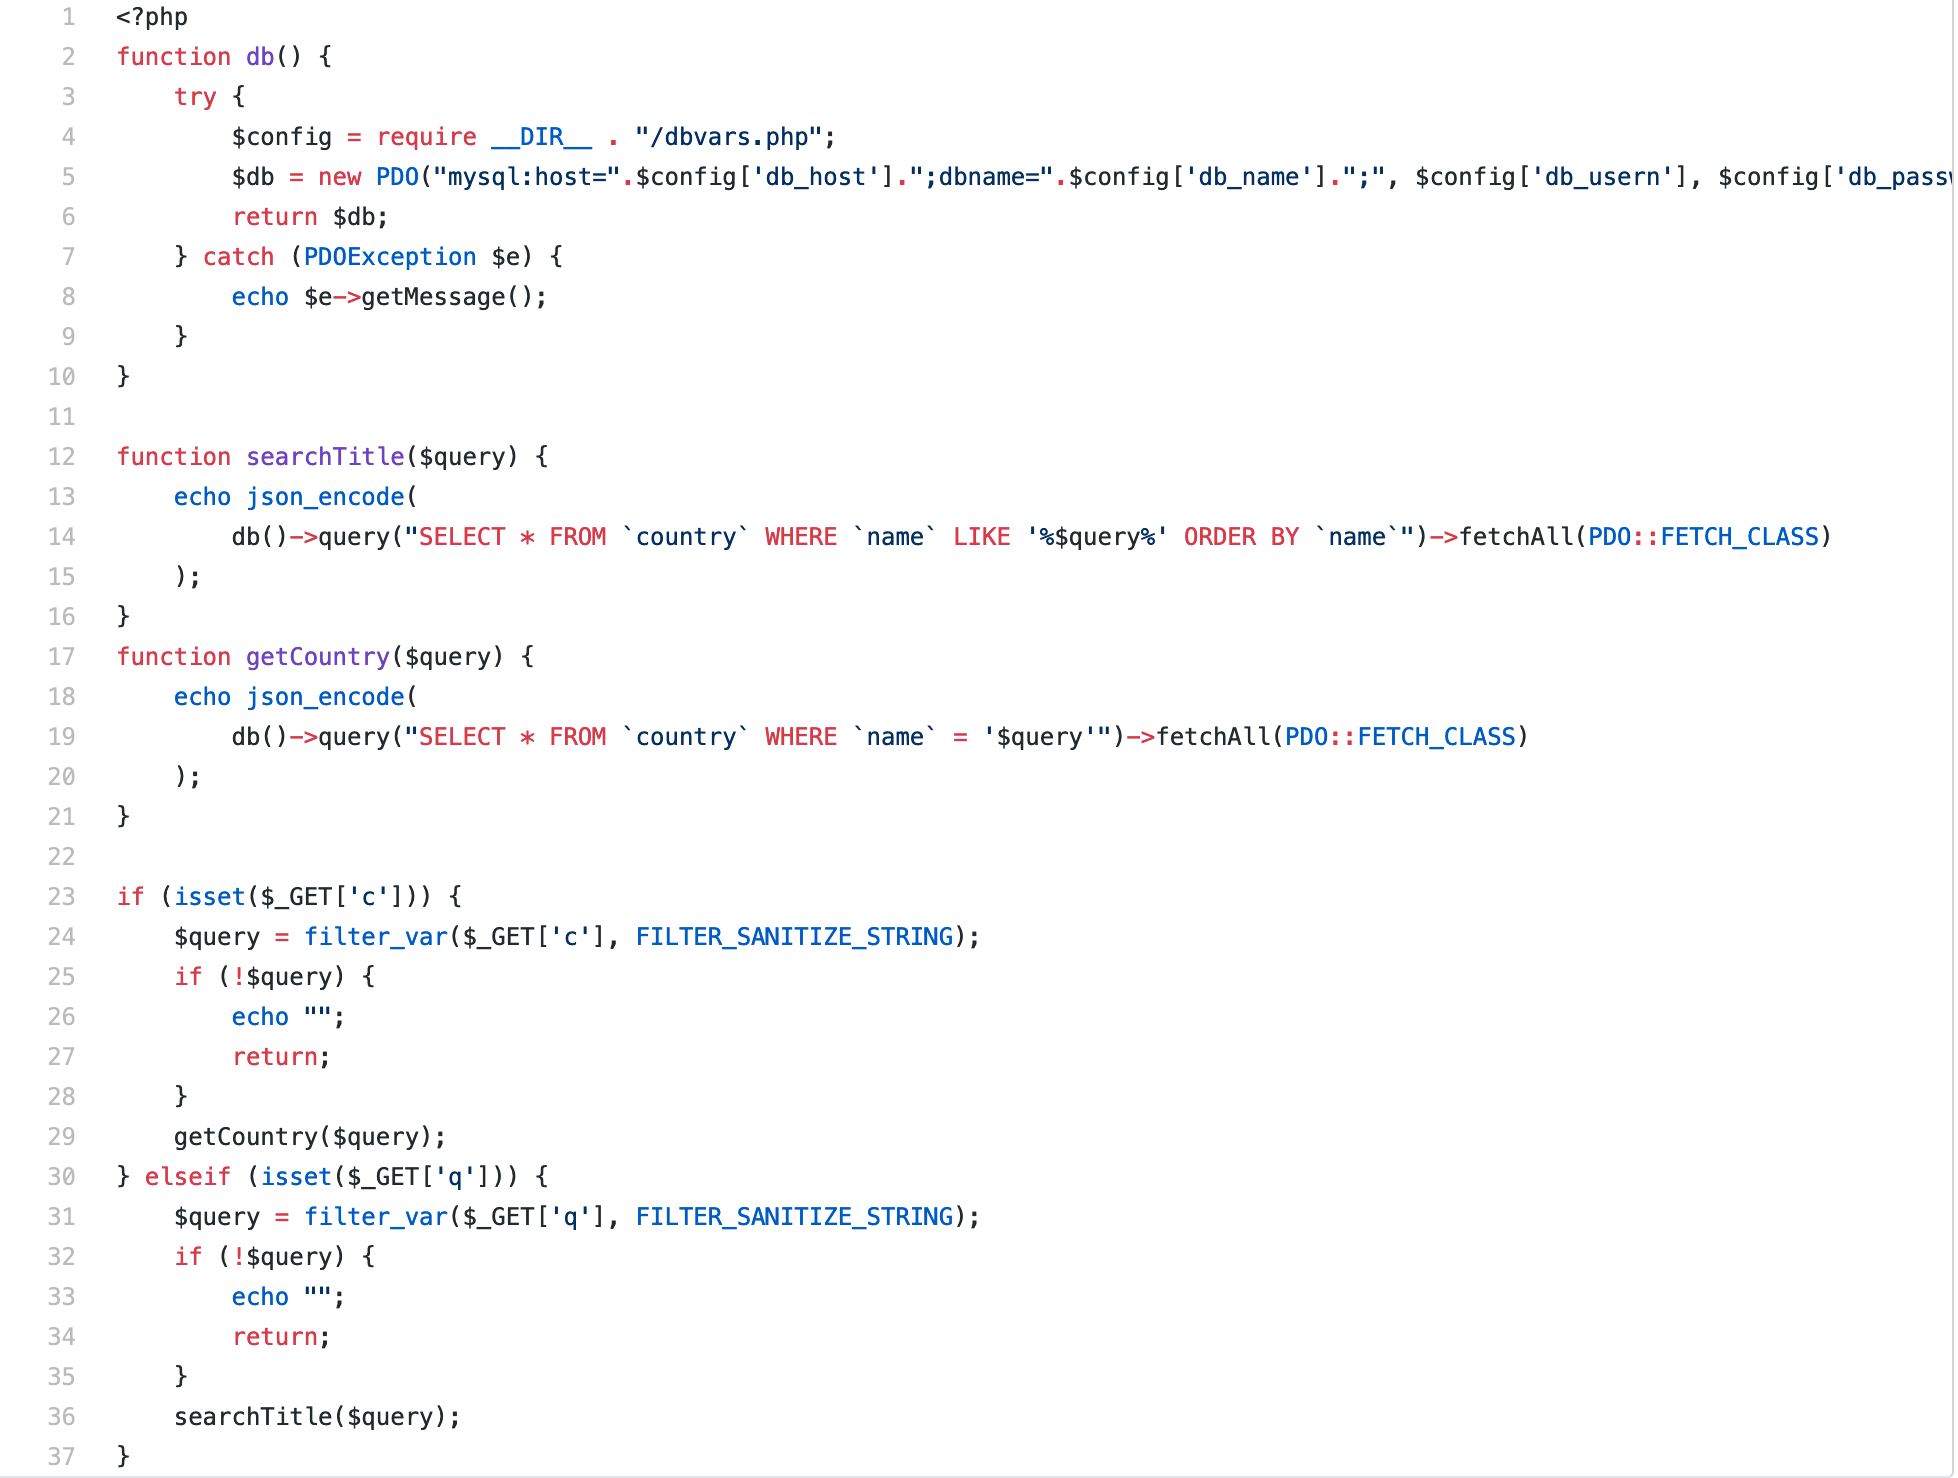 1 <?php
2 function db() {
3     try {
4         $config = require __DIR__ . "/dbvars.php";
5         $db = new PDO("mysql:host=".$config['db_host'].";dbname=".$config['db_name'].";", $config['db_usern'], $config['db_pass
6         return $db;
7     } catch (PDOException $e) {
8         echo $e->getMessage();
9     }
10 }
11
12 function searchTitle($query) {
13     echo json_encode(
14         db()->query("SELECT * FROM `country` WHERE `name` LIKE '%$query%' ORDER BY `name`")->fetchAll(PDO::FETCH_CLASS)
15     );
16 }
17 function getCountry($query) {
18     echo json_encode(
19         db()->query("SELECT * FROM `country` WHERE `name` = '$query'")->fetchAll(PDO::FETCH_CLASS)
20     );
21 }
22
23 if (isset($_GET['c'])) {
24     $query = filter_var($_GET['c'], FILTER_SANITIZE_STRING);
25     if (!$query) {
26         echo "";
27         return;
28     }
29     getCountry($query);
30 } elseif (isset($_GET['q'])) {
31     $query = filter_var($_GET['q'], FILTER_SANITIZE_STRING);
32     if (!$query) {
33         echo "";
34         return;
35     }
36     searchTitle($query);
37 }